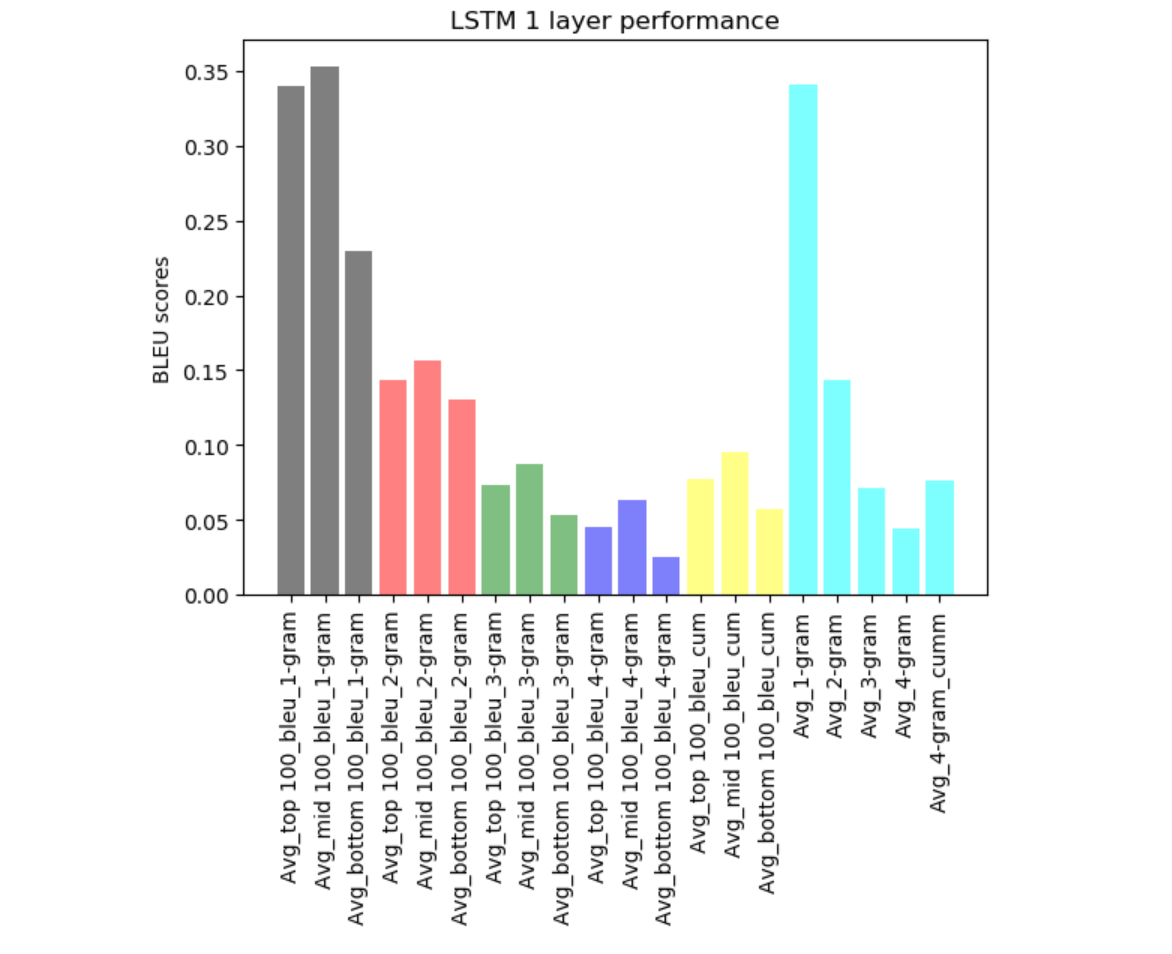 LSTM 1 layer performance
BLEU scores
0.35
0.30
0.25
0.20
0.15
0.10
0.05
0.00
Avg_top 100_bleu_1-gram
Avg_mid 100_bleu_1-gram
Avg_bottom 100_bleu_1-gram
Avg_top 100_bleu_2-gram
Avg_mid 100_bleu_2-gram
Avg_bottom 100_bleu_2-gram
Avg_top 100_bleu_3-gram
Avg_mid 100_bleu_3-gram
Avg_bottom 100_bleu_3-gram
Avg_top 100_bleu_4-gram
Avg_mid 100_bleu_4-gram
Avg_bottom 100_bleu_4-gram
Avg_top 100_bleu_cum
Avg_mid 100_bleu_cum
Avg_bottom 100_bleu_cum
Avg_1-gram
Avg_2-gram
Avg_3-gram
Avg_4-gram
Avg_4-gram_cumm